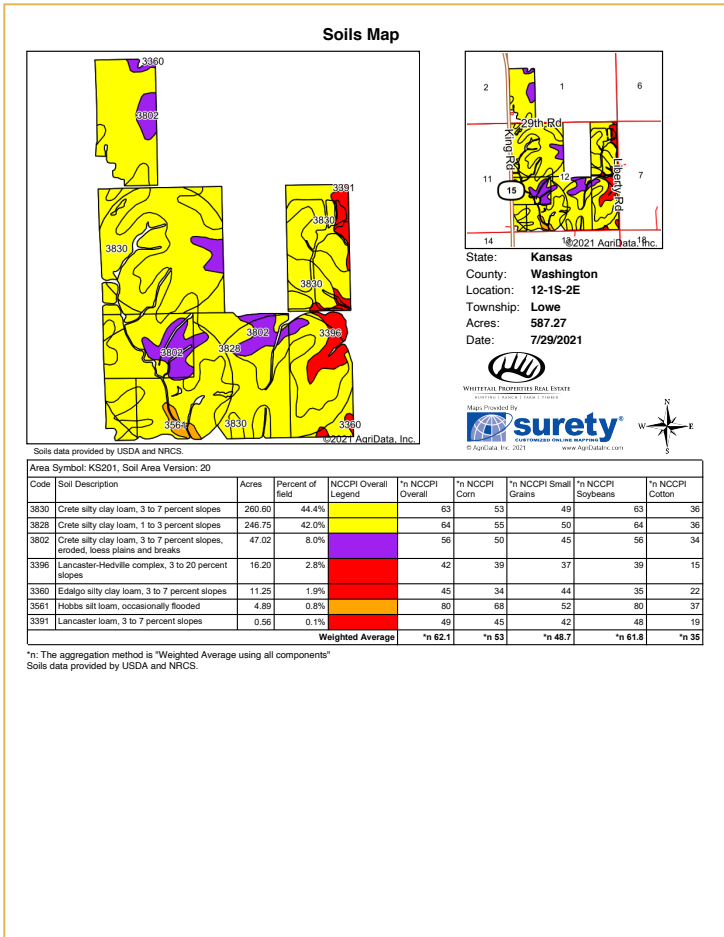 Soils Map
3360
3802
3391
3830
3830
3830
3802
3396
3828
3802
3564
3830
3360
©2021 AgriData, Inc.
2
1
6
29th Rd
King Rd
Liberty Rd
11
12
7
15
14
©2021 AgriData, Inc.
State: Kansas
County: Washington
Location: 12-1S-2E
Township: Lowe
Acres: 587.27
Date: 7/29/2021
WHITETAIL PROPERTIES REAL ESTATE
HUNTING | RANCH | FARM | TIMBER
Maps Provided By:
surety®
CUSTOMIZED ONLINE MAPPING
© AgriData, Inc. 2021 www.AgriDataInc.com
N
W E
S
Soils data provided by USDA and NRCS.
Area Symbol: KS201, Soil Area Version: 20
Code Soil Description Acres Percent of field NCCPI Overall Legend *n NCCPI Overall *n NCCPI Corn *n NCCPI Small Grains *n NCCPI Soybeans *n NCCPI Cotton
3830 Crete silty clay loam, 3 to 7 percent slopes 260.60 44.4% 63 53 49 63 36
3828 Crete silty clay loam, 1 to 3 percent slopes 246.75 42.0% 64 55 50 64 36
3802 Crete silty clay loam, 3 to 7 percent slopes, eroded, loess plains and breaks 47.02 8.0% 56 50 45 56 34
3396 Lancaster-Hedville complex, 3 to 20 percent slopes 16.20 2.8% 42 39 37 39 15
3360 Edalgo silty clay loam, 3 to 7 percent slopes 11.25 1.9% 45 34 44 35 22
3561 Hobbs silt loam, occasionally flooded 4.89 0.8% 80 68 52 80 37
3391 Lancaster loam, 3 to 7 percent slopes 0.56 0.1% 49 45 42 48 19
Weighted Average *n 62.1 *n 53 *n 48.7 *n 61.8 *n 35
*n: The aggregation method is "Weighted Average using all components"
Soils data provided by USDA and NRCS.